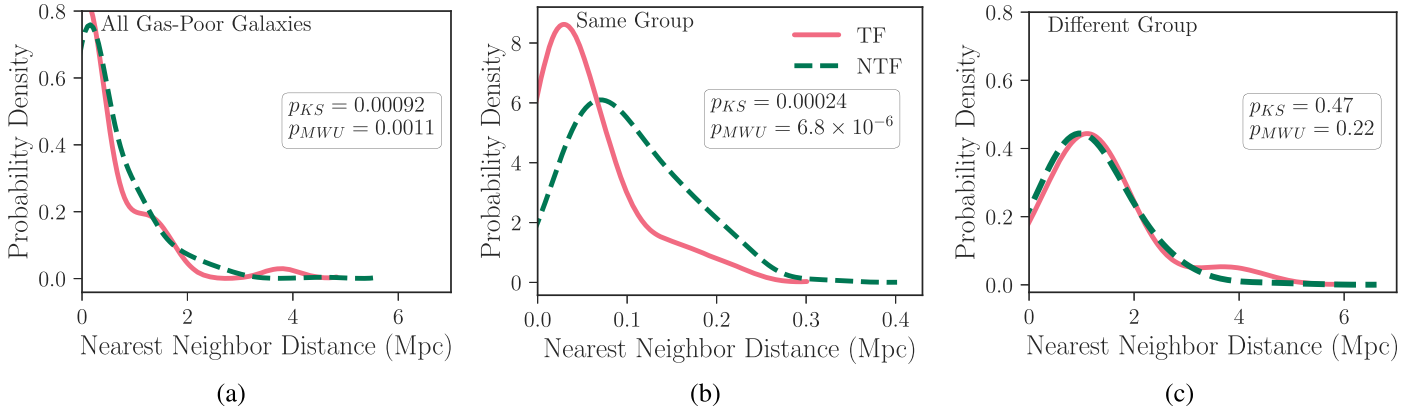 All Gas-Poor Galaxies
p_KS = 0.00092
p_MWU = 0.0011
Probability Density
0.8
0.6
0.4
0.2
0.0
0 2 4 6
Nearest Neighbor Distance (Mpc)
(a)
Same Group
TF
NTF
p_KS = 0.00024
p_MWU = 6.8 × 10⁻⁶
Probability Density
8
6
4
2
0
0.0 0.1 0.2 0.3 0.4
Nearest Neighbor Distance (Mpc)
(b)
Different Group
p_KS = 0.47
p_MWU = 0.22
Probability Density
0.8
0.6
0.4
0.2
0.0
0 2 4 6
Nearest Neighbor Distance (Mpc)
(c)